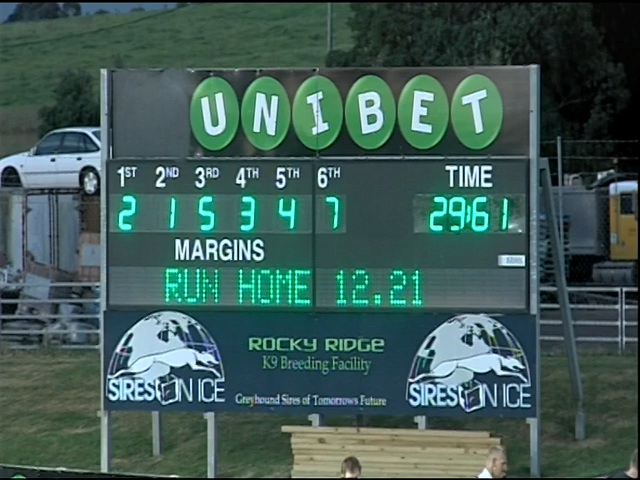 UNIBET
1ST 2ND 3RD 4TH 5TH 6TH TIME
2 1 5 3 4 7 29:61
MARGINS
RUN HOME 12.21
ROCKY RIDGE
K9 Breeding Facility
SIRES ON ICE
SIRES ON ICE
Greyhound Sires of Tomorrows Future